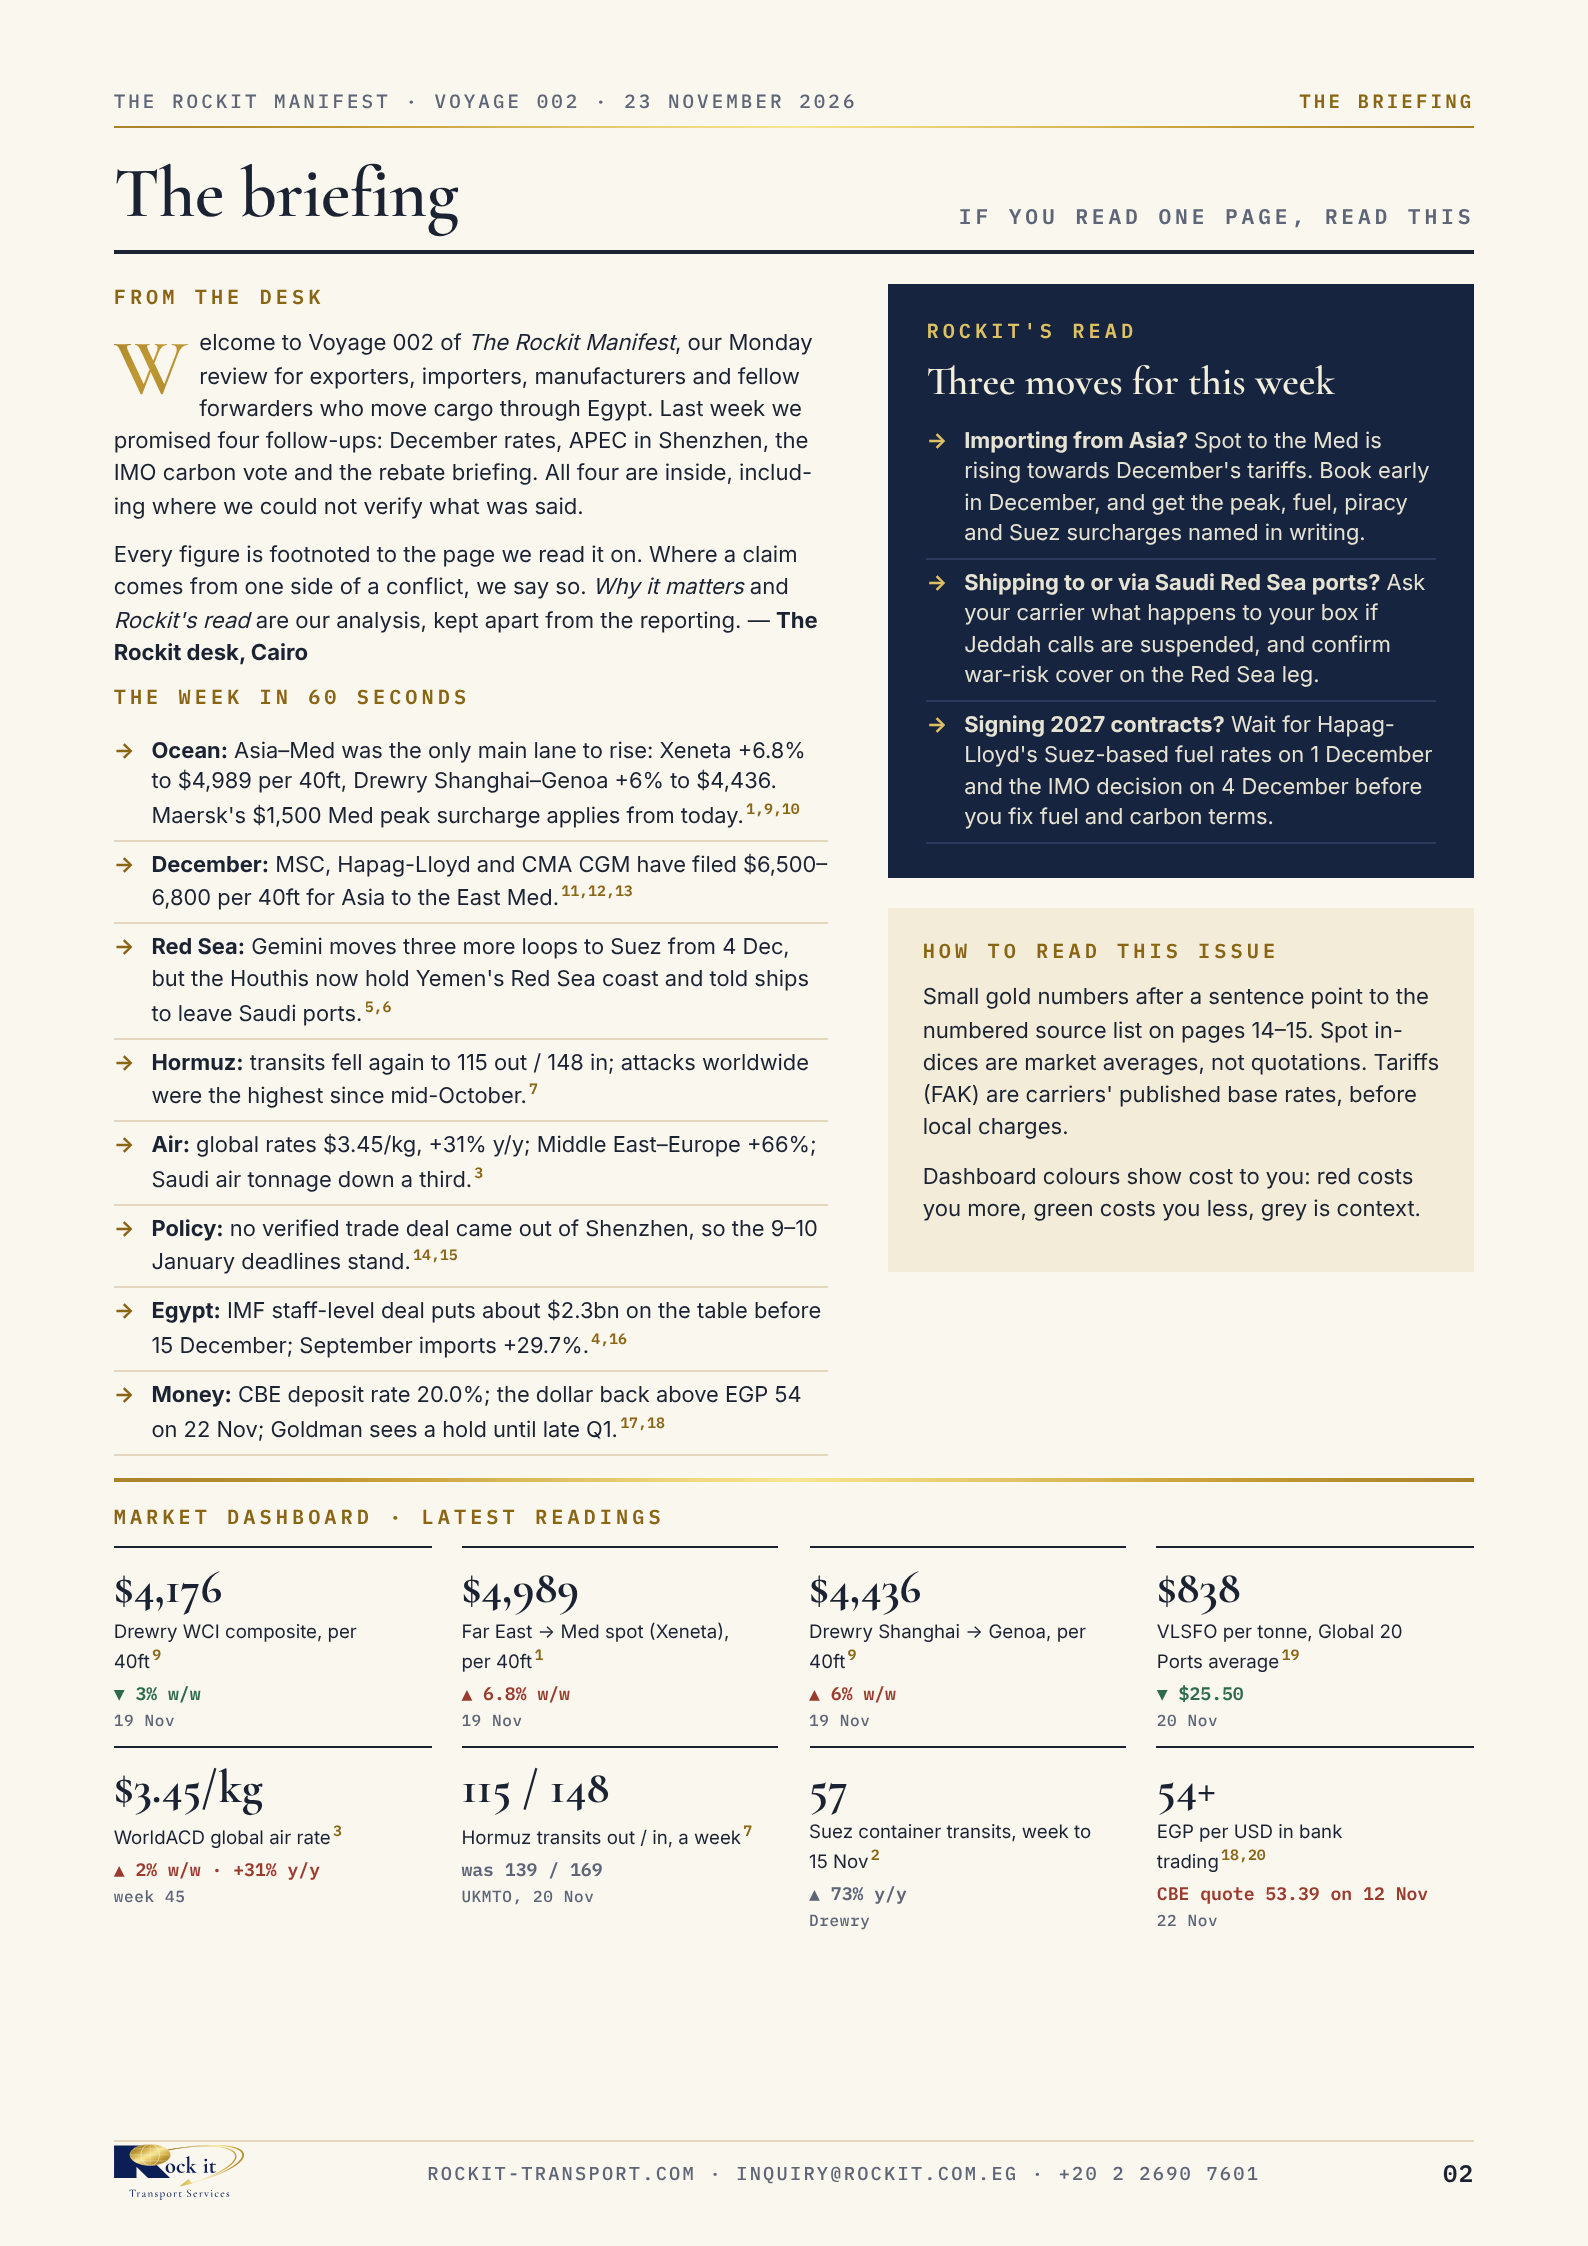 THE ROCKIT MANIFEST · VOYAGE 002 · 23 NOVEMBER 2026
THE BRIEFING
The briefing
IF YOU READ ONE PAGE, READ THIS
FROM THE DESK
Welcome to Voyage 002 of The Rockit Manifest, our Monday
review for exporters, importers, manufacturers and fellow
forwarders who move cargo through Egypt. Last week we
promised four follow-ups: December rates, APEC in Shenzhen, the
IMO carbon vote and the rebate briefing. All four are inside, includ-
ing where we could not verify what was said.
Every figure is footnoted to the page we read it on. Where a claim
comes from one side of a conflict, we say so. Why it matters and
Rockit's read are our analysis, kept apart from the reporting. — The
Rockit desk, Cairo
THE WEEK IN 60 SECONDS
→ Ocean: Asia–Med was the only main lane to rise: Xeneta +6.8%
to $4,989 per 40ft, Drewry Shanghai–Genoa +6% to $4,436.
Maersk's $1,500 Med peak surcharge applies from today.1,9,10
→ December: MSC, Hapag-Lloyd and CMA CGM have filed $6,500–
6,800 per 40ft for Asia to the East Med.11,12,13
→ Red Sea: Gemini moves three more loops to Suez from 4 Dec,
but the Houthis now hold Yemen's Red Sea coast and told ships
to leave Saudi ports.5,6
→ Hormuz: transits fell again to 115 out / 148 in; attacks worldwide
were the highest since mid-October.7
→ Air: global rates $3.45/kg, +31% y/y; Middle East–Europe +66%;
Saudi air tonnage down a third.3
→ Policy: no verified trade deal came out of Shenzhen, so the 9–10
January deadlines stand.14,15
→ Egypt: IMF staff-level deal puts about $2.3bn on the table before
15 December; September imports +29.7%.4,16
→ Money: CBE deposit rate 20.0%; the dollar back above EGP 54
on 22 Nov; Goldman sees a hold until late Q1.17,18
ROCKIT'S READ
Three moves for this week
→ Importing from Asia? Spot to the Med is
rising towards December's tariffs. Book early
in December, and get the peak, fuel, piracy
and Suez surcharges named in writing.
→ Shipping to or via Saudi Red Sea ports? Ask
your carrier what happens to your box if
Jeddah calls are suspended, and confirm
war-risk cover on the Red Sea leg.
→ Signing 2027 contracts? Wait for Hapag-
Lloyd's Suez-based fuel rates on 1 December
and the IMO decision on 4 December before
you fix fuel and carbon terms.
HOW TO READ THIS ISSUE
Small gold numbers after a sentence point to the
numbered source list on pages 14–15. Spot in-
dices are market averages, not quotations. Tariffs
(FAK) are carriers' published base rates, before
local charges.
Dashboard colours show cost to you: red costs
you more, green costs you less, grey is context.
MARKET DASHBOARD · LATEST READINGS
$4,176
Drewry WCI composite, per
40ft9
▼ 3% w/w
19 Nov
$4,989
Far East → Med spot (Xeneta),
per 40ft1
▲ 6.8% w/w
19 Nov
$4,436
Drewry Shanghai → Genoa, per
40ft9
▲ 6% w/w
19 Nov
$838
VLSFO per tonne, Global 20
Ports average19
▼ $25.50
20 Nov
$3.45/kg
WorldACD global air rate3
▲ 2% w/w · +31% y/y
week 45
115 / 148
Hormuz transits out / in, a week7
was 139 / 169
UKMTO, 20 Nov
57
Suez container transits, week to
15 Nov2
▲ 73% y/y
Drewry
54+
EGP per USD in bank
trading18,20
CBE quote 53.39 on 12 Nov
22 Nov
Rock it
Transport Services
ROCKIT-TRANSPORT.COM · INQUIRY@ROCKIT.COM.EG · +20 2 2690 7601
02